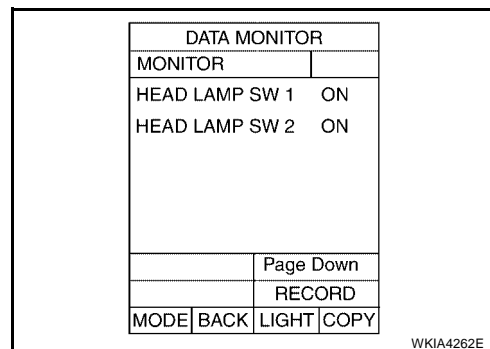 DATA MONITOR
MONITOR
HEAD LAMP SW 1 ON
HEAD LAMP SW 2 ON
Page Down
RECORD
MODE BACK LIGHT COPY
WKIA4262E